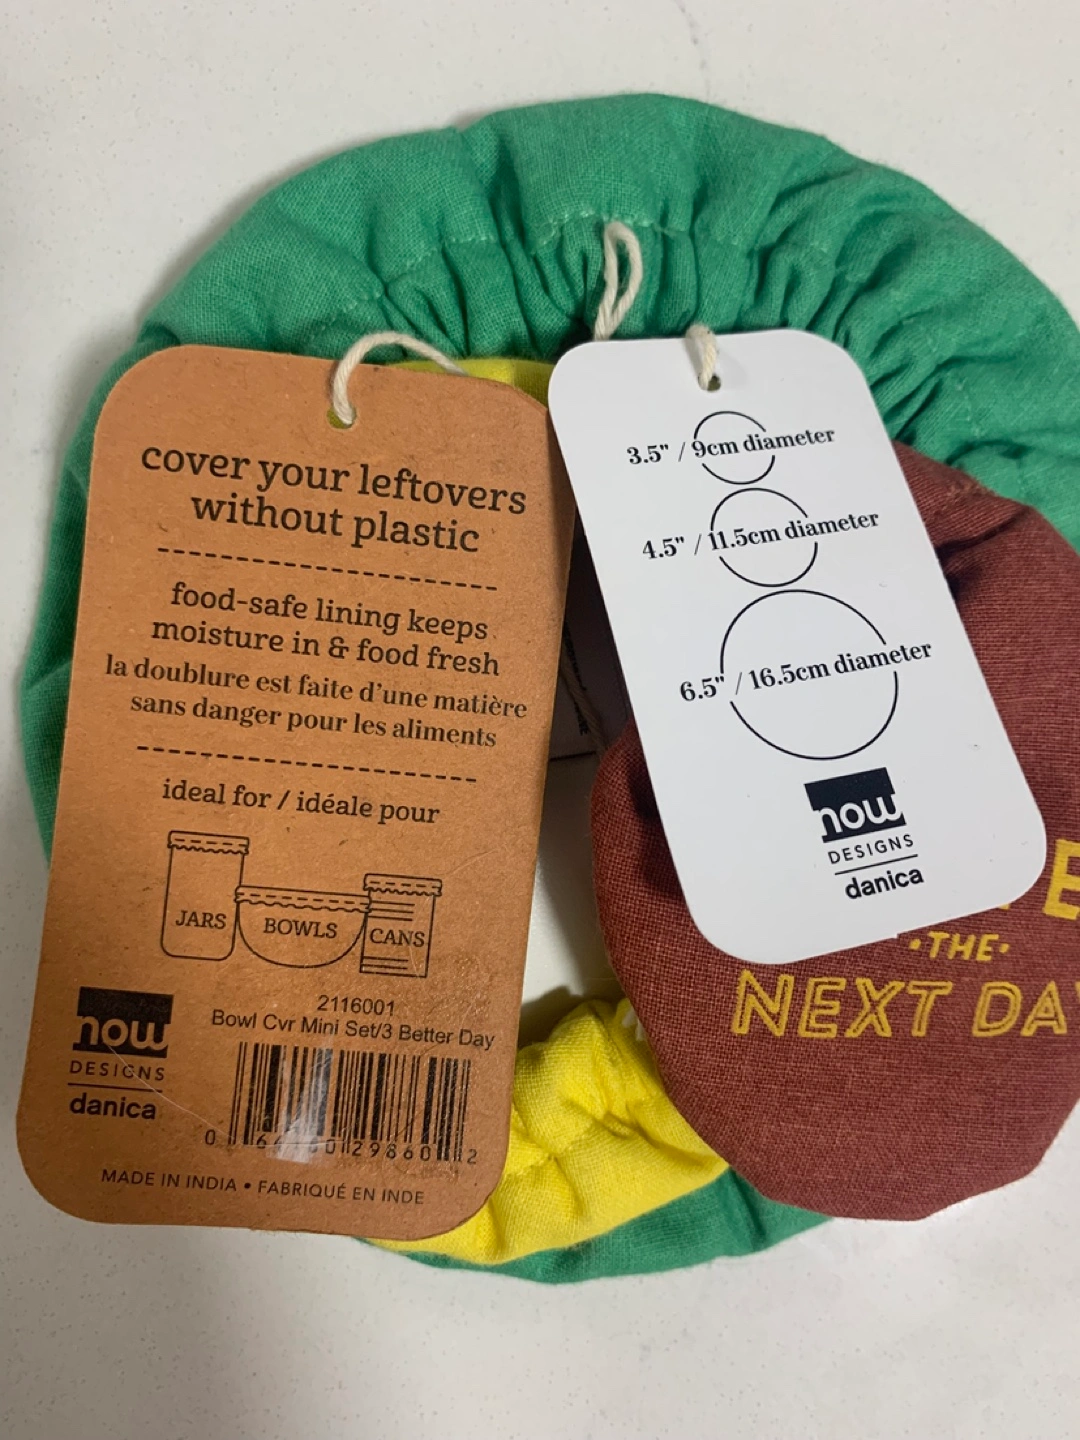 cover your leftovers
without plastic
food-safe lining keeps
moisture in & food fresh
la doublure est faite d'une matière
sans danger pour les aliments
ideal for / idéale pour
JARS
BOWLS
CANS
2116001
Bowl Cvr Mini Set/3 Better Day
now
DESIGNS
danica
MADE IN INDIA • FABRIQUÉ EN INDE
3.5" / 9cm diameter
4.5" / 11.5cm diameter
6.5" / 16.5cm diameter
now
DESIGNS
danica
•THE•
NEXT DA